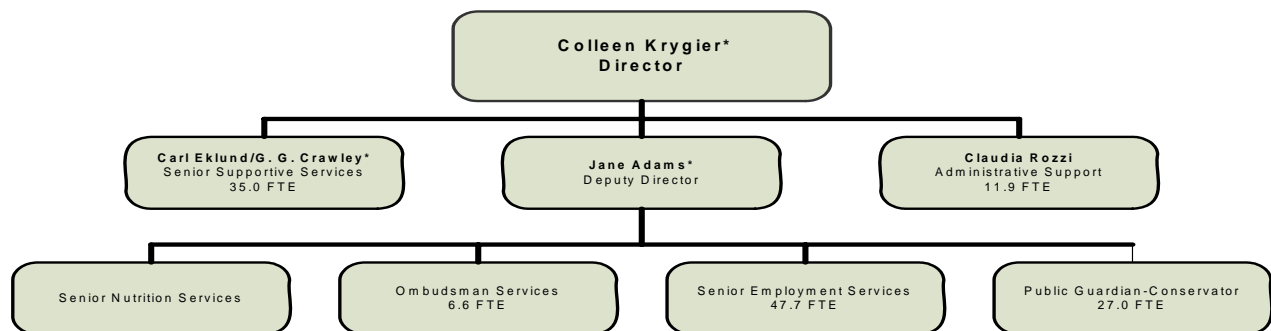 Colleen Krygier*
Director
Carl Eklund/G. G. Crawley*
Senior Supportive Services
35.0 FTE
Jane Adams*
Deputy Director
Claudia Rozzi
Administrative Support
11.9 FTE
Senior Nutrition Services
Ombudsman Services
6.6 FTE
Senior Employment Services
47.7 FTE
Public Guardian-Conservator
27.0 FTE